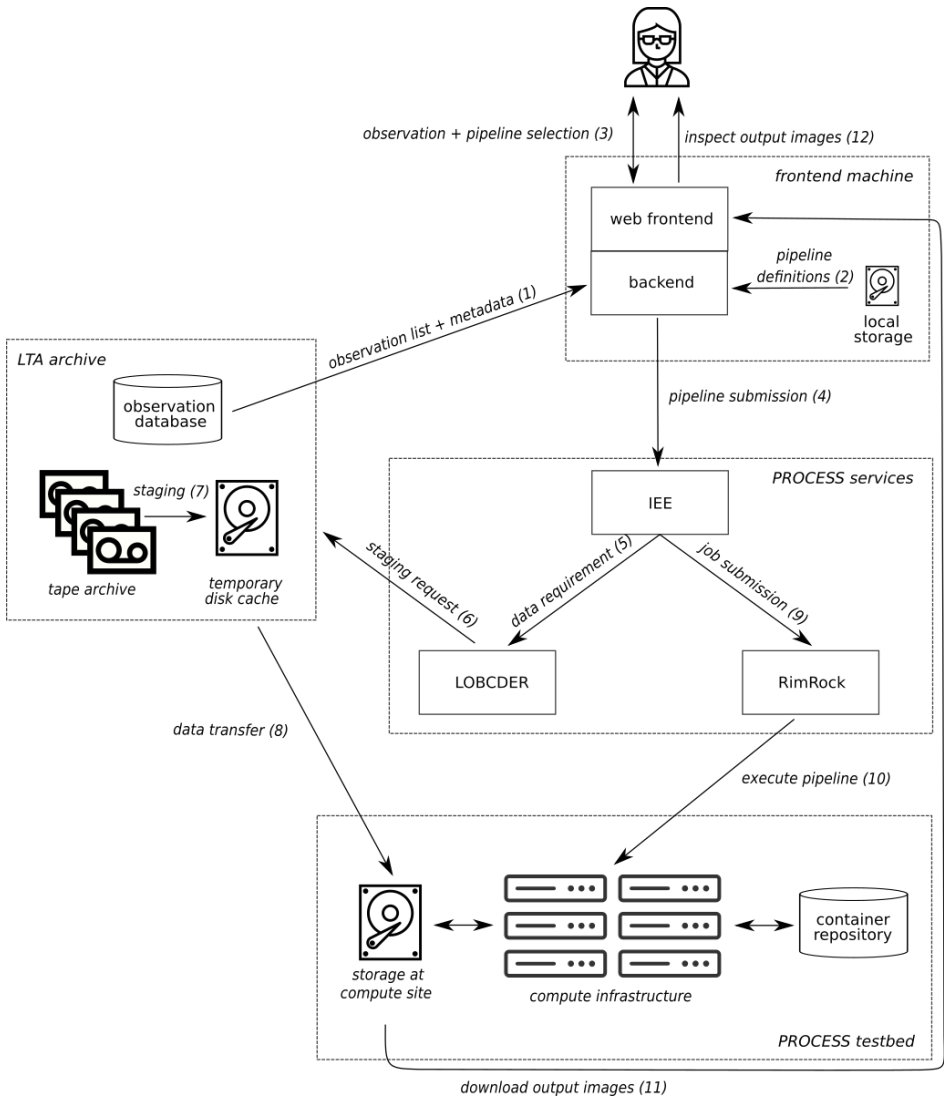 observation + pipeline selection (3)
inspect output images (12)
frontend machine
web frontend
pipeline
definitions (2)
backend
local
storage
observation list + metadata (1)
LTA archive
observation
database
pipeline submission (4)
PROCESS services
staging (7)
IEE
tape archive
temporary
disk cache
staging request (6)
data requirement (5)
job submission (9)
LOBCDER
RimRock
data transfer (8)
execute pipeline (10)
container
repository
storage at
compute site
compute infrastructure
PROCESS testbed
download output images (11)